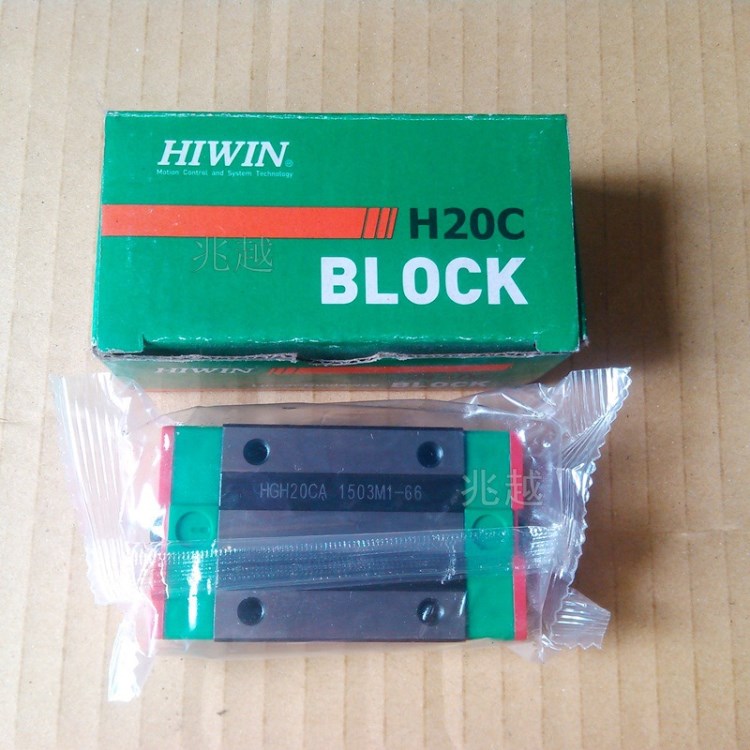 HIWIN®
Motion Control and System Technology
H20C
兆越
BLOCK
HIWIN
BLOCK
HGH20CA 1503M1-66
兆越